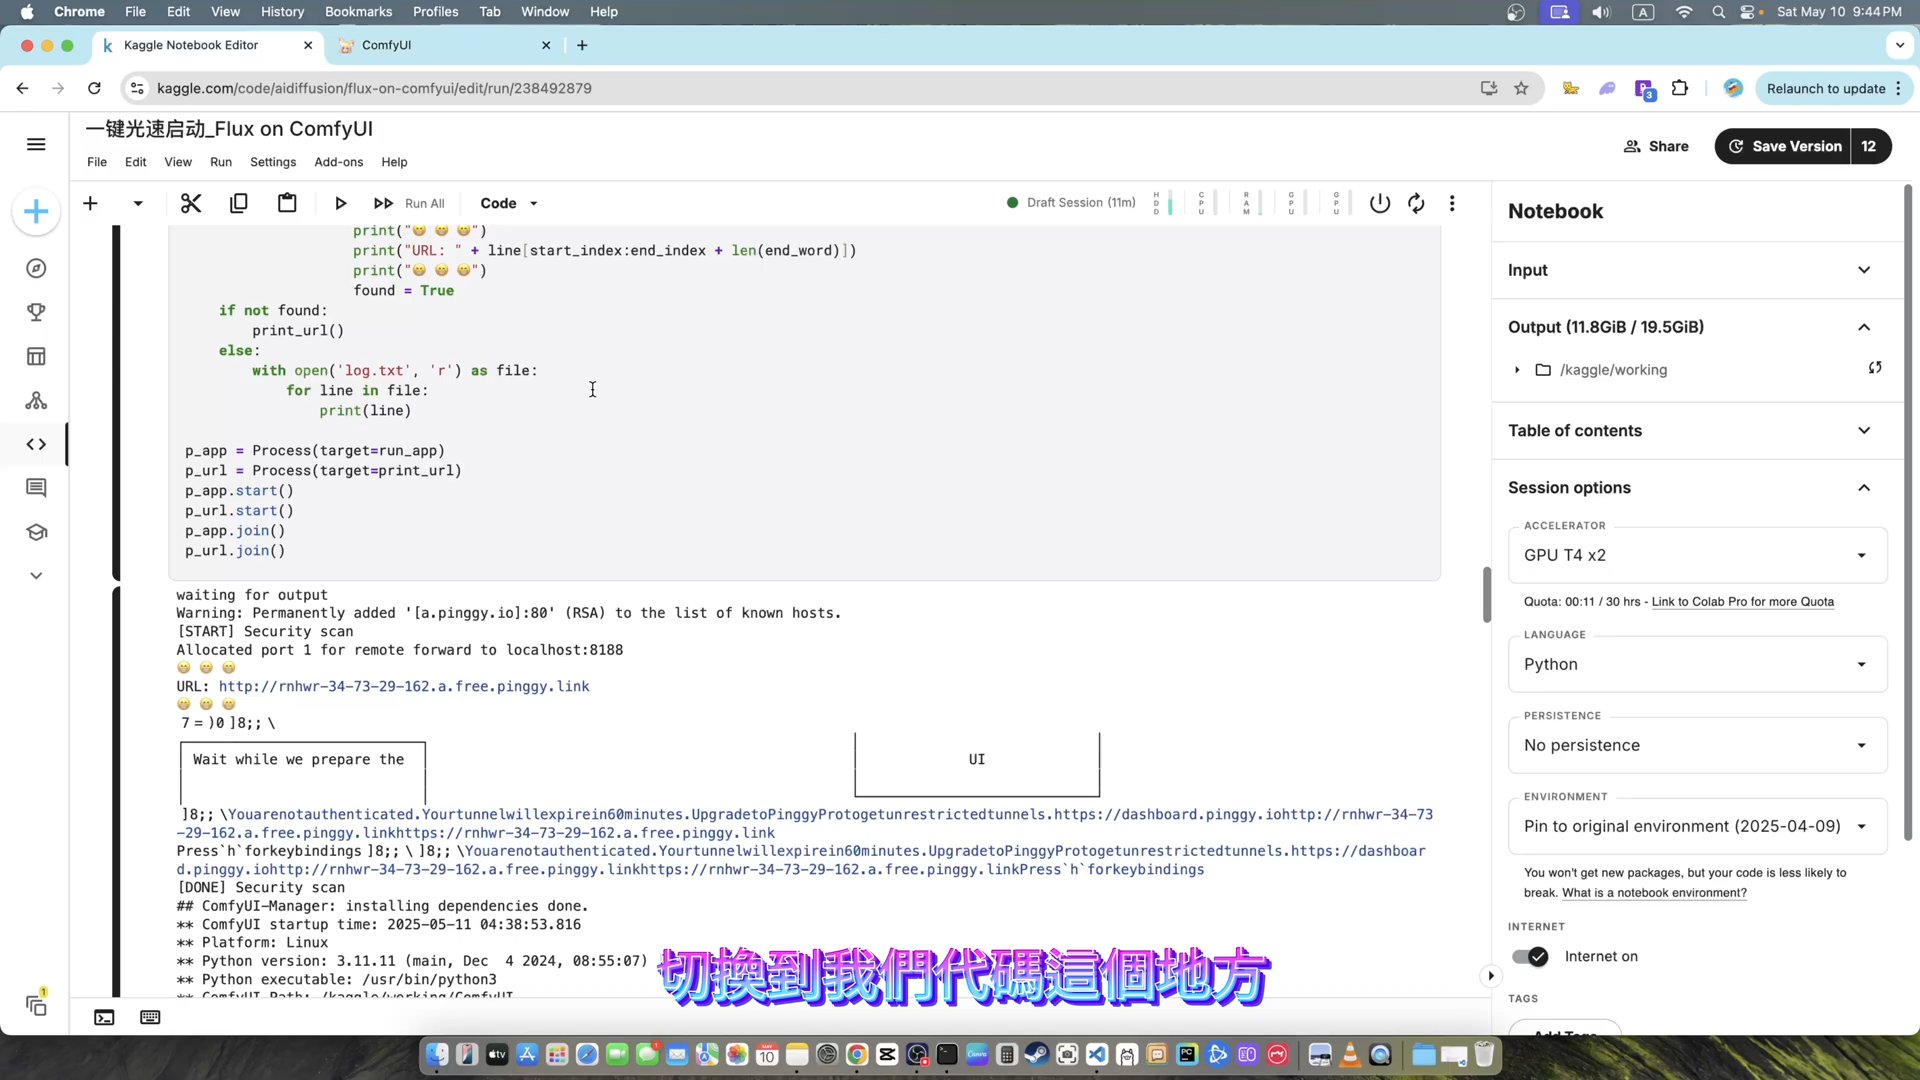 Chrome File Edit View History Bookmarks Profiles Tab Window Help
A Sat May 10 9:44 PM
Kaggle Notebook Editor
ComfyUI
kaggle.com/code/aidiffusion/flux-on-comfyui/edit/run/238492879
3
Relaunch to update
一键光速启动_Flux on ComfyUI
File Edit View Run Settings Add-ons Help
Share
Save Version 12
Run All
Code
Draft Session (11m)
HDD
CPU
RAM
GPU
GPU
print("😁 😁 😁")
print("URL: " + line[start_index:end_index + len(end_word)])
print("😁 😁 😁")
found = True
if not found:
print_url()
else:
with open('log.txt', 'r') as file:
for line in file:
print(line)
p_app = Process(target=run_app)
p_url = Process(target=print_url)
p_app.start()
p_url.start()
p_app.join()
p_url.join()
waiting for output
Warning: Permanently added '[a.pinggy.io]:80' (RSA) to the list of known hosts.
[START] Security scan
Allocated port 1 for remote forward to localhost:8188
😁 😁 😁
URL: http://rnhwr-34-73-29-162.a.free.pinggy.link
😁 😁 😁
7 = )0 ]8;; \
Wait while we prepare the
UI
]8;; \Youarenotauthenticated.Yourtunnelwillexpirein60minutes.UpgradetoPinggyProtogetunrestrictedtunnels.https://dashboard.pinggy.iohttp://rnhwr-34-73
-29-162.a.free.pinggy.linkhttps://rnhwr-34-73-29-162.a.free.pinggy.link
Press`h`forkeybindings ]8;; \ ]8;; \Youarenotauthenticated.Yourtunnelwillexpirein60minutes.UpgradetoPinggyProtogetunrestrictedtunnels.https://dashboar
d.pinggy.iohttp://rnhwr-34-73-29-162.a.free.pinggy.linkhttps://rnhwr-34-73-29-162.a.free.pinggy.linkPress`h`forkeybindings
[DONE] Security scan
## ComfyUI-Manager: installing dependencies done.
** ComfyUI startup time: 2025-05-11 04:38:53.816
** Platform: Linux
** Python version: 3.11.11 (main, Dec  4 2024, 08:55:07)
** Python executable: /usr/bin/python3
** ComfyUI Path: /kaggle/working/ComfyUI
切換到我們代碼這個地方
Notebook
Input
Output (11.8GiB / 19.5GiB)
/kaggle/working
Table of contents
Session options
ACCELERATOR
GPU T4 x2
Quota: 00:11 / 30 hrs - Link to Colab Pro for more Quota
LANGUAGE
Python
PERSISTENCE
No persistence
ENVIRONMENT
Pin to original environment (2025-04-09)
You won't get new packages, but your code is less likely to
break. What is a notebook environment?
INTERNET
Internet on
TAGS
Add Tags
1